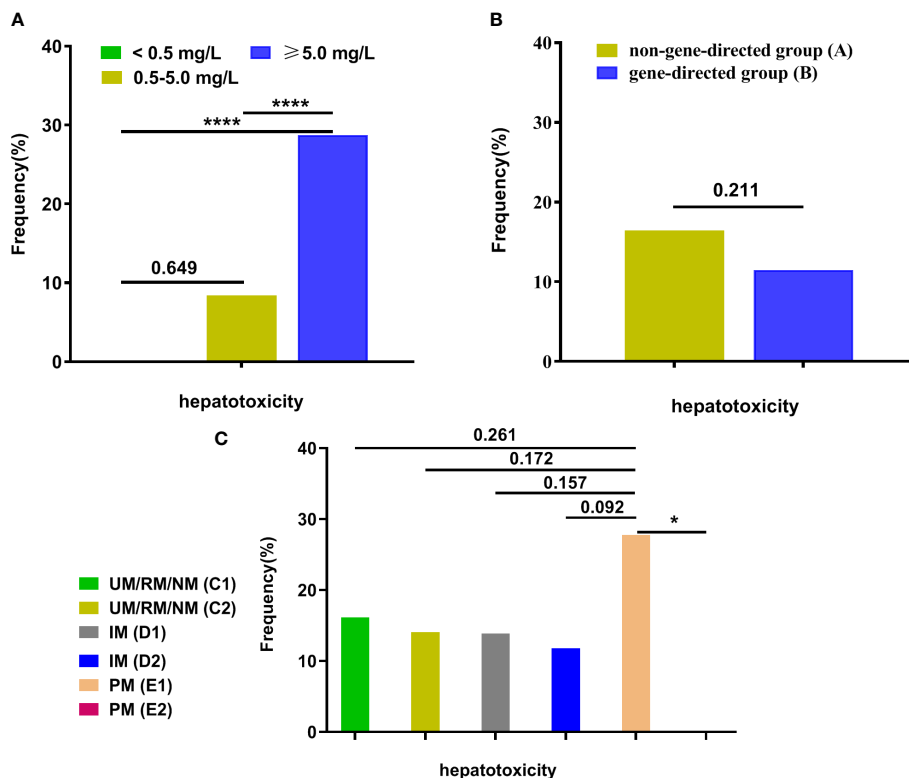 A
< 0.5 mg/L
≥5.0 mg/L
0.5-5.0 mg/L
Frequency(%)
40
30
20
10
0
****
****
0.649
hepatotoxicity
B
non-gene-directed group (A)
gene-directed group (B)
Frequency(%)
40
30
20
10
0
0.211
hepatotoxicity
C
UM/RM/NM (C1)
UM/RM/NM (C2)
IM (D1)
IM (D2)
PM (E1)
PM (E2)
Frequency(%)
40
30
20
10
0
0.261
0.172
0.157
0.092
*
hepatotoxicity